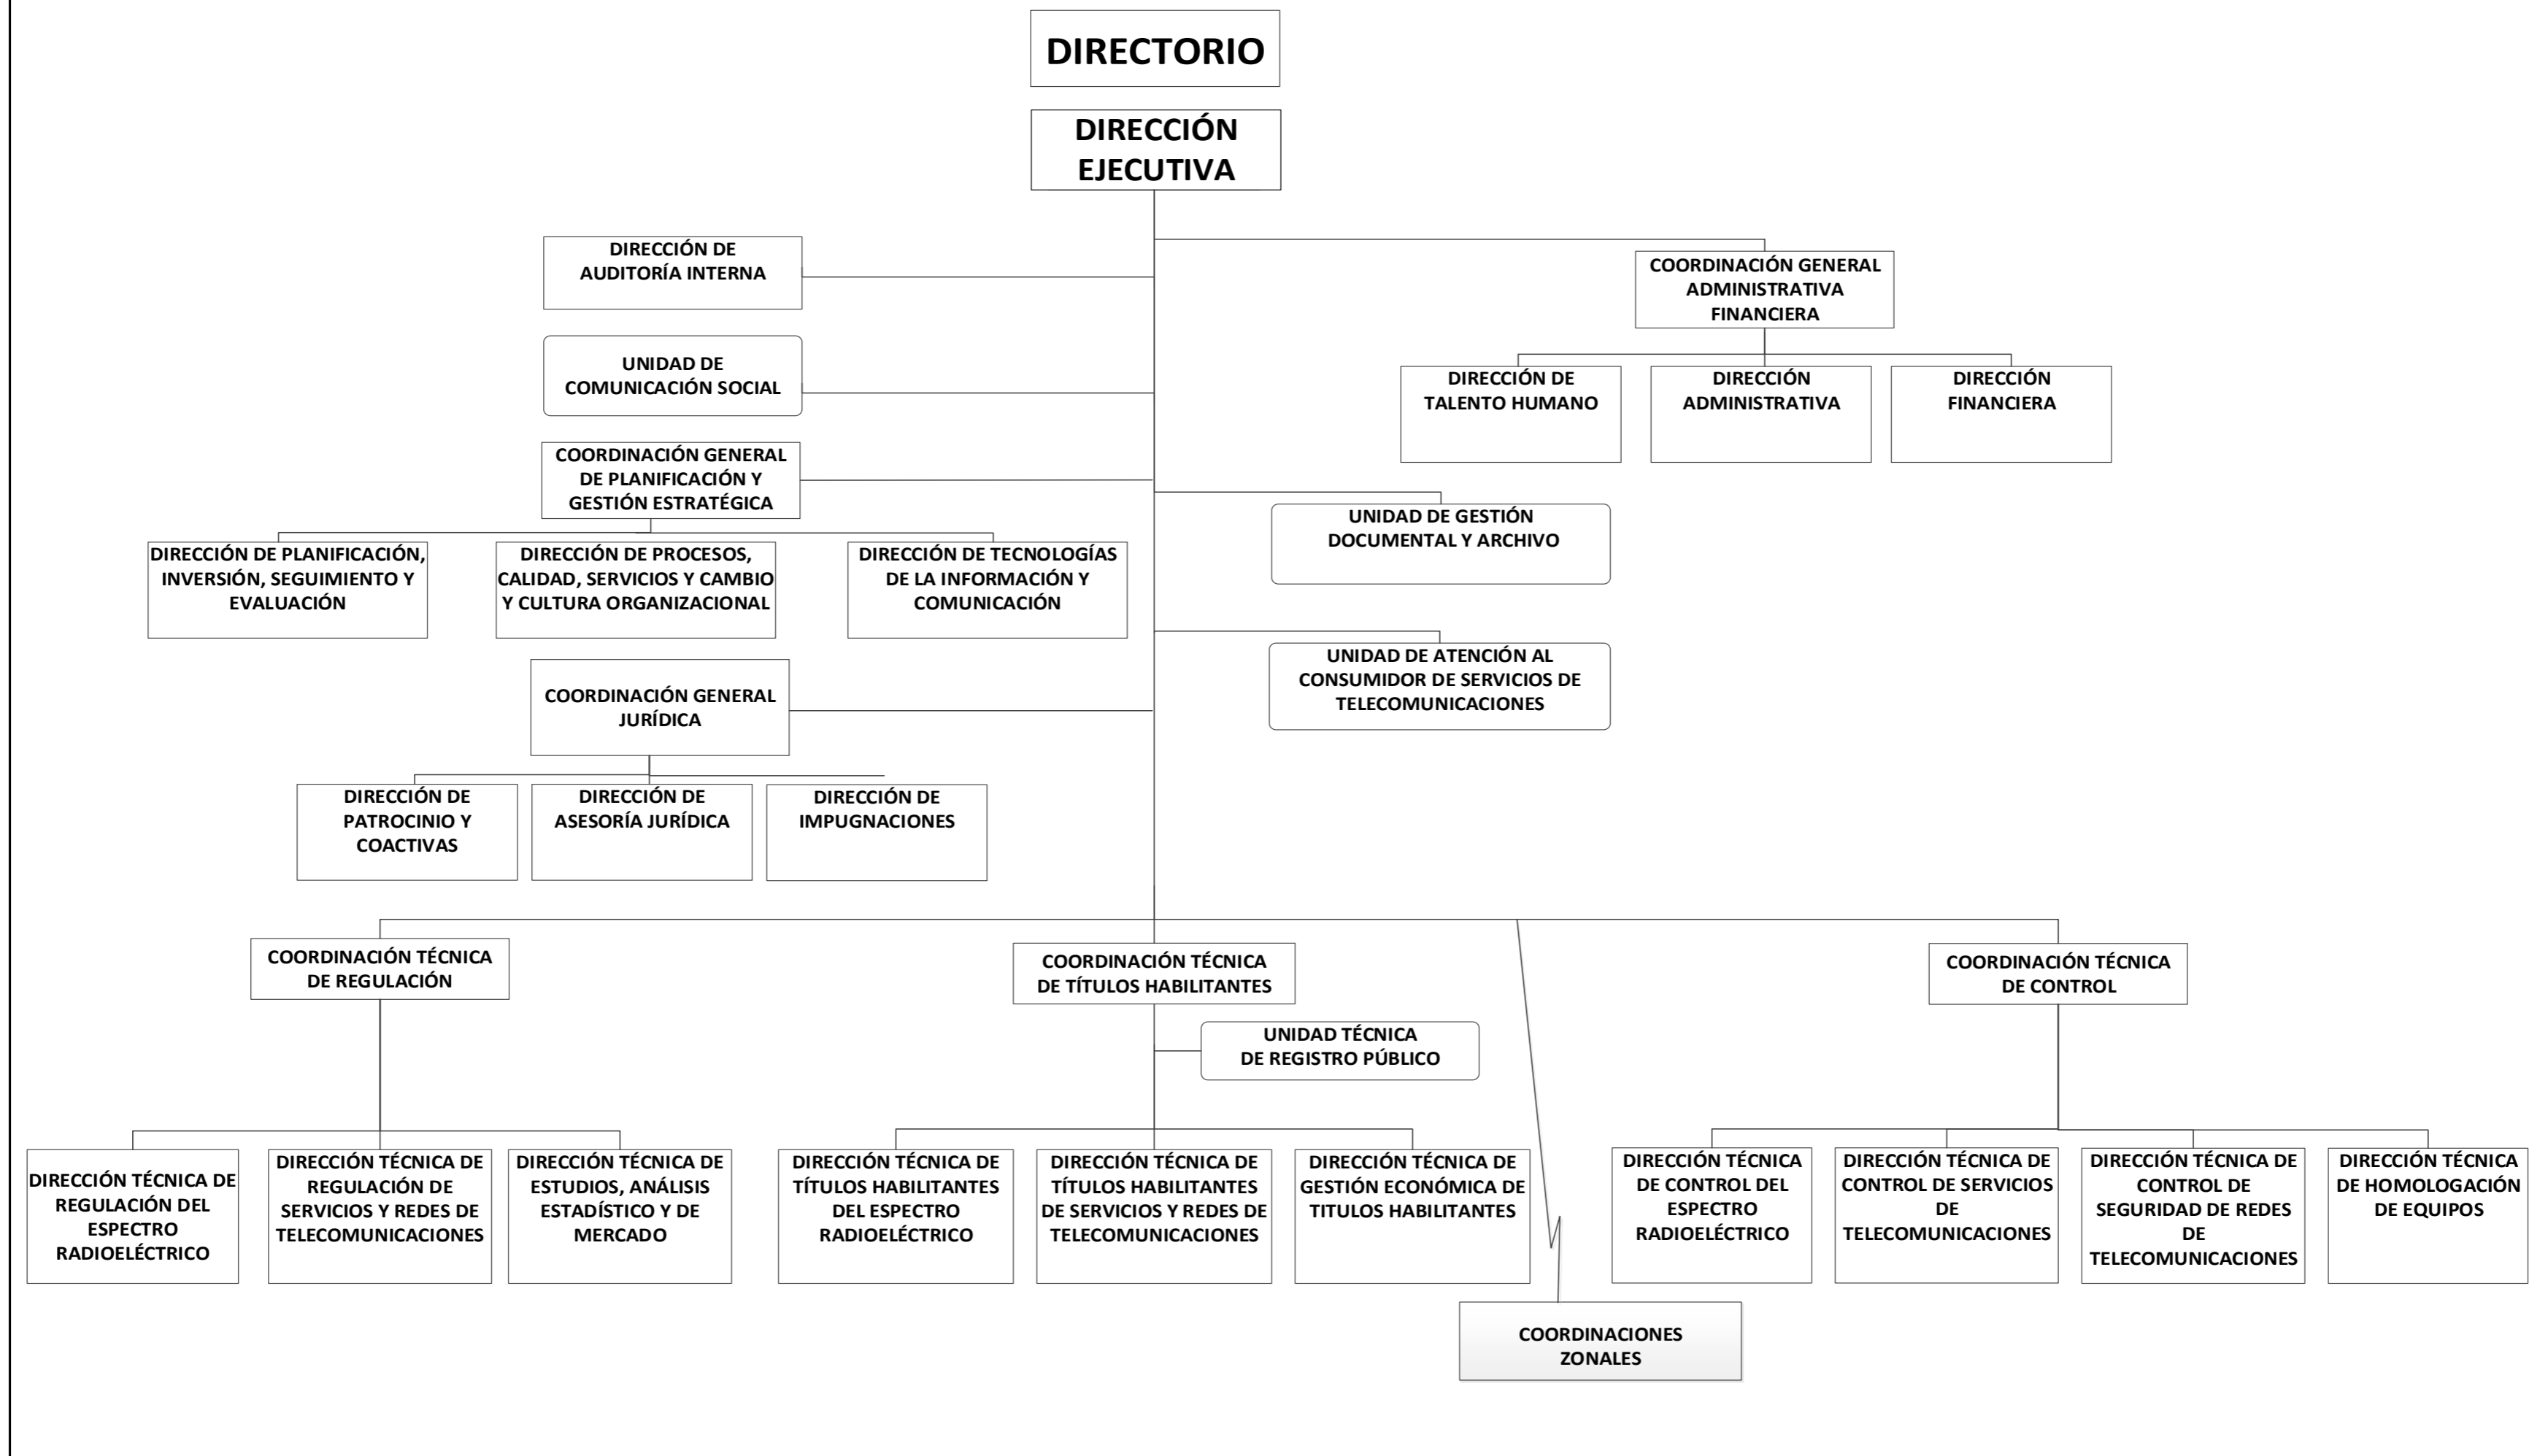 DIRECTORIO
DIRECCIÓN
EJECUTIVA
DIRECCIÓN DE
AUDITORÍA INTERNA
COORDINACIÓN GENERAL
ADMINISTRATIVA
FINANCIERA
UNIDAD DE
COMUNICACIÓN SOCIAL
DIRECCIÓN DE
TALENTO HUMANO
DIRECCIÓN
ADMINISTRATIVA
DIRECCIÓN
FINANCIERA
COORDINACIÓN GENERAL
DE PLANIFICACIÓN Y
GESTIÓN ESTRATÉGICA
UNIDAD DE GESTIÓN
DOCUMENTAL Y ARCHIVO
DIRECCIÓN DE PLANIFICACIÓN,
INVERSIÓN, SEGUIMIENTO Y
EVALUACIÓN
DIRECCIÓN DE PROCESOS,
CALIDAD, SERVICIOS Y CAMBIO
Y CULTURA ORGANIZACIONAL
DIRECCIÓN DE TECNOLOGÍAS
DE LA INFORMACIÓN Y
COMUNICACIÓN
UNIDAD DE ATENCIÓN AL
CONSUMIDOR DE SERVICIOS DE
TELECOMUNICACIONES
COORDINACIÓN GENERAL
JURÍDICA
DIRECCIÓN DE
PATROCINIO Y
COACTIVAS
DIRECCIÓN DE
ASESORÍA JURÍDICA
DIRECCIÓN DE
IMPUGNACIONES
COORDINACIÓN TÉCNICA
DE REGULACIÓN
COORDINACIÓN TÉCNICA
DE TÍTULOS HABILITANTES
COORDINACIÓN TÉCNICA
DE CONTROL
UNIDAD TÉCNICA
DE REGISTRO PÚBLICO
DIRECCIÓN TÉCNICA DE
REGULACIÓN DEL
ESPECTRO
RADIOELÉCTRICO
DIRECCIÓN TÉCNICA DE
REGULACIÓN DE
SERVICIOS Y REDES DE
TELECOMUNICACIONES
DIRECCIÓN TÉCNICA DE
ESTUDIOS, ANÁLISIS
ESTADÍSTICO Y DE
MERCADO
DIRECCIÓN TÉCNICA DE
TÍTULOS HABILITANTES
DEL ESPECTRO
RADIOELÉCTRICO
DIRECCIÓN TÉCNICA DE
TÍTULOS HABILITANTES
DE SERVICIOS Y REDES DE
TELECOMUNICACIONES
DIRECCIÓN TÉCNICA DE
GESTIÓN ECONÓMICA DE
TITULOS HABILITANTES
DIRECCIÓN TÉCNICA
DE CONTROL DEL
ESPECTRO
RADIOELÉCTRICO
DIRECCIÓN TÉCNICA DE
CONTROL DE SERVICIOS
DE
TELECOMUNICACIONES
DIRECCIÓN TÉCNICA DE
CONTROL DE
SEGURIDAD DE REDES
DE
TELECOMUNICACIONES
DIRECCIÓN TÉCNICA
DE HOMOLOGACIÓN
DE EQUIPOS
COORDINACIONES
ZONALES